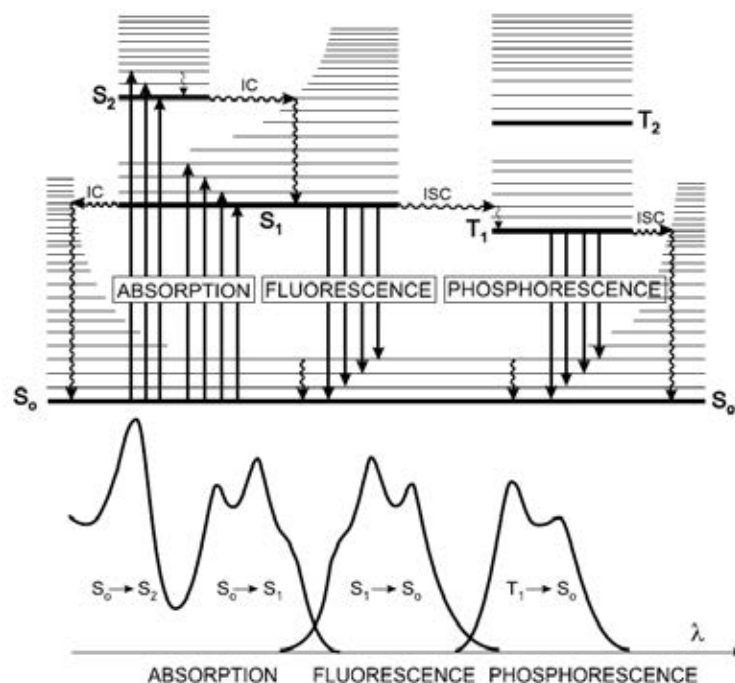 S₂
IC
T₂
IC
S₁
ISC
T₁
ISC
ABSORPTION
FLUORESCENCE
PHOSPHORESCENCE
Sₒ
Sₒ
Sₒ→S₂
Sₒ→S₁
S₁→Sₒ
T₁→Sₒ
λ
ABSORPTION
FLUORESCENCE
PHOSPHORESCENCE